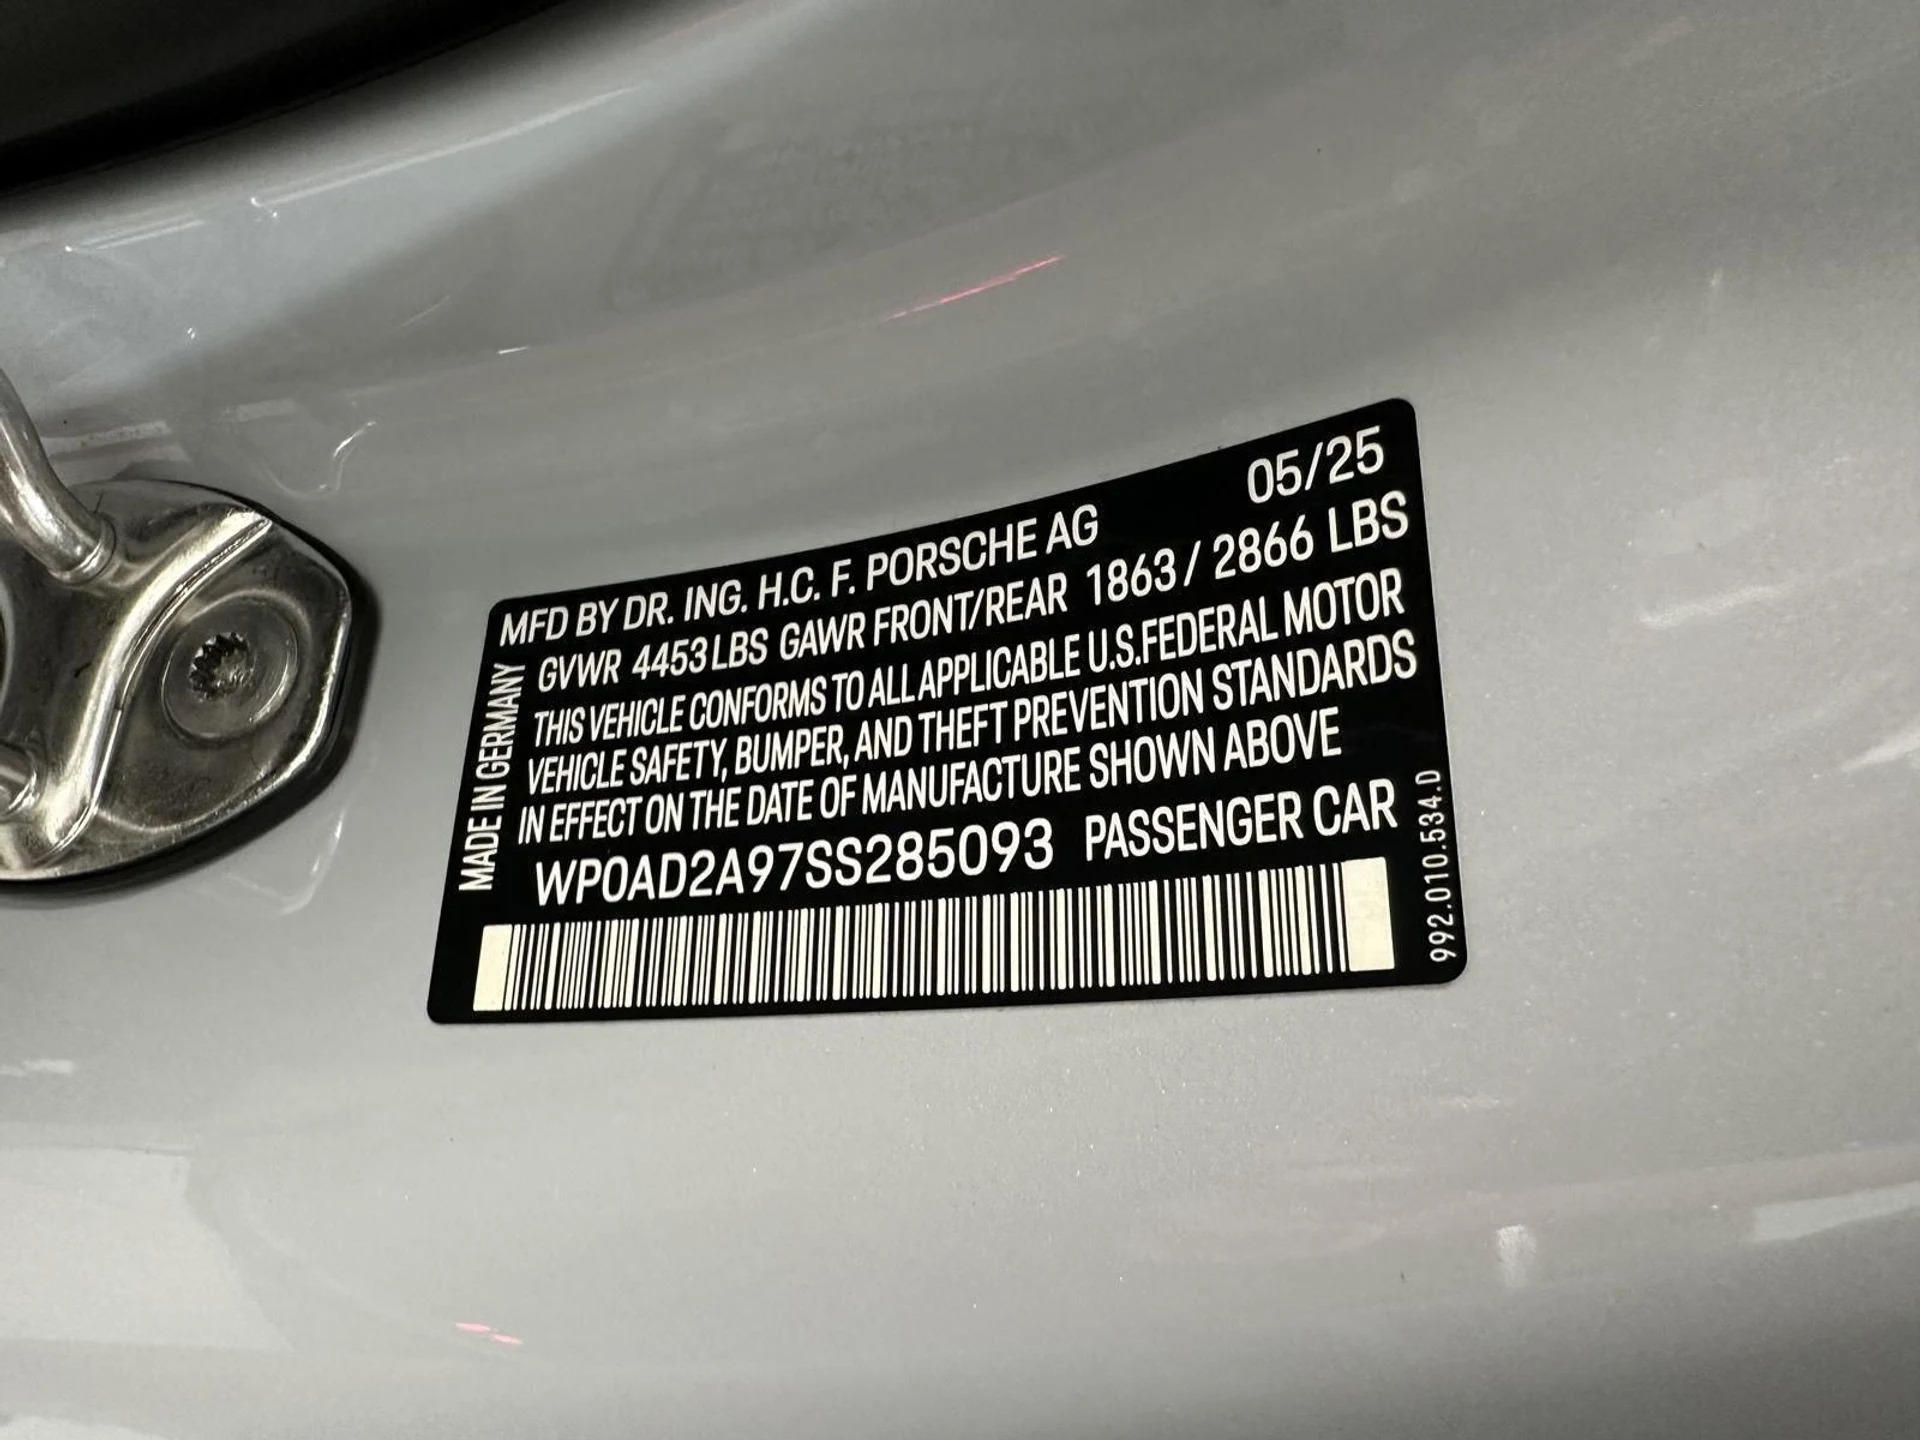 MFD BY DR. ING. H.C. F. PORSCHE AG 05/25
GVWR 4453 LBS GAWR FRONT/REAR 1863 / 2866 LBS
THIS VEHICLE CONFORMS TO ALL APPLICABLE U.S.FEDERAL MOTOR
VEHICLE SAFETY, BUMPER, AND THEFT PREVENTION STANDARDS
IN EFFECT ON THE DATE OF MANUFACTURE SHOWN ABOVE
WP0AD2A97SS285093 PASSENGER CAR
MADE IN GERMANY
992.010.534.D